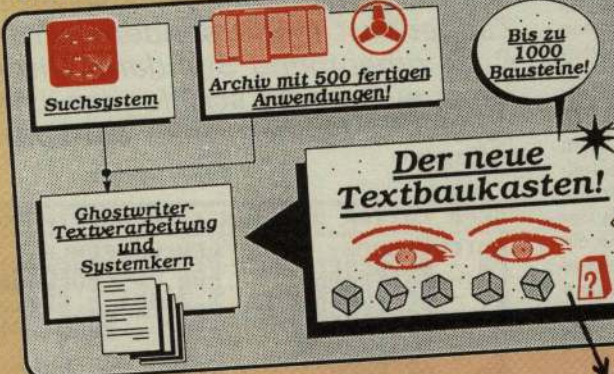 Suchsystem
Archiv mit 500 fertigen
Anwendungen!
Bis zu
1000
Bausteine!
Der neue
Textbaukasten!
?
Ghostwriter-
Textverarbeitung
und
Systemkern